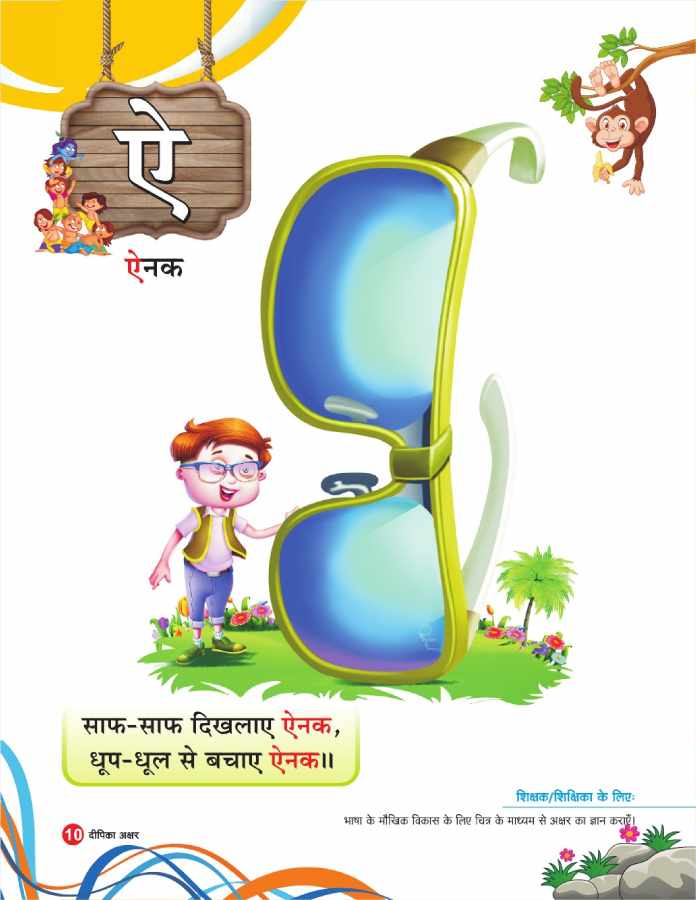 ऐ
ऐनक
साफ-साफ दिखलाए ऐनक,
धूप-धूल से बचाए ऐनक॥
शिक्षक/शिक्षिका के लिएः
भाषा के मौखिक विकास के लिए चित्र के माध्यम से अक्षर का ज्ञान कराएँ।
10 दीपिका अक्षर